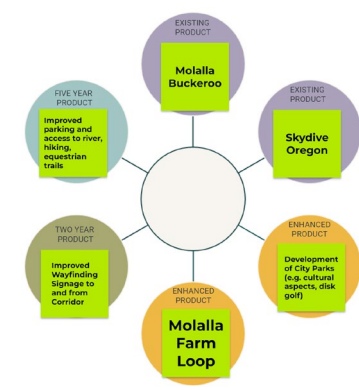 EXISTING
PRODUCT
Molalla
Buckeroo
EXISTING
PRODUCT
Skydive
Oregon
ENHANCED
PRODUCT
Development
of City Parks
(e.g. cultural
aspects, disk
golf)
ENHANCED
PRODUCT
Molalla
Farm
Loop
TWO YEAR
PRODUCT
Improved
Wayfinding
Signage to
and from
Corridor
FIVE YEAR
PRODUCT
Improved
parking and
access to river,
hiking,
equestrian
trails